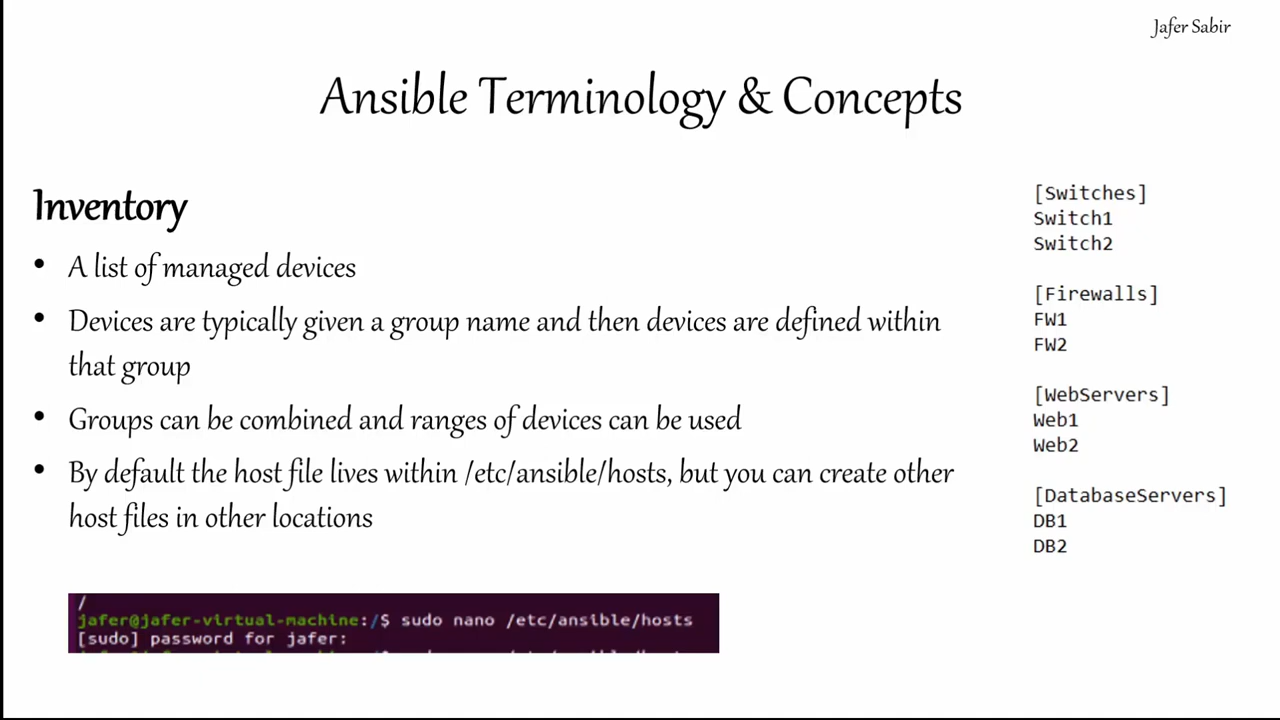 Jafer Sabir
Ansible Terminology & Concepts
Inventory
• A list of managed devices
• Devices are typically given a group name and then devices are defined within
that group
• Groups can be combined and ranges of devices can be used
• By default the host file lives within /etc/ansible/hosts, but you can create other
host files in other locations
[Switches]
Switch1
Switch2
[Firewalls]
FW1
FW2
[WebServers]
Web1
Web2
[DatabaseServers]
DB1
DB2
/
jafer@jafer-virtual-machine:/$ sudo nano /etc/ansible/hosts
[sudo] password for jafer: